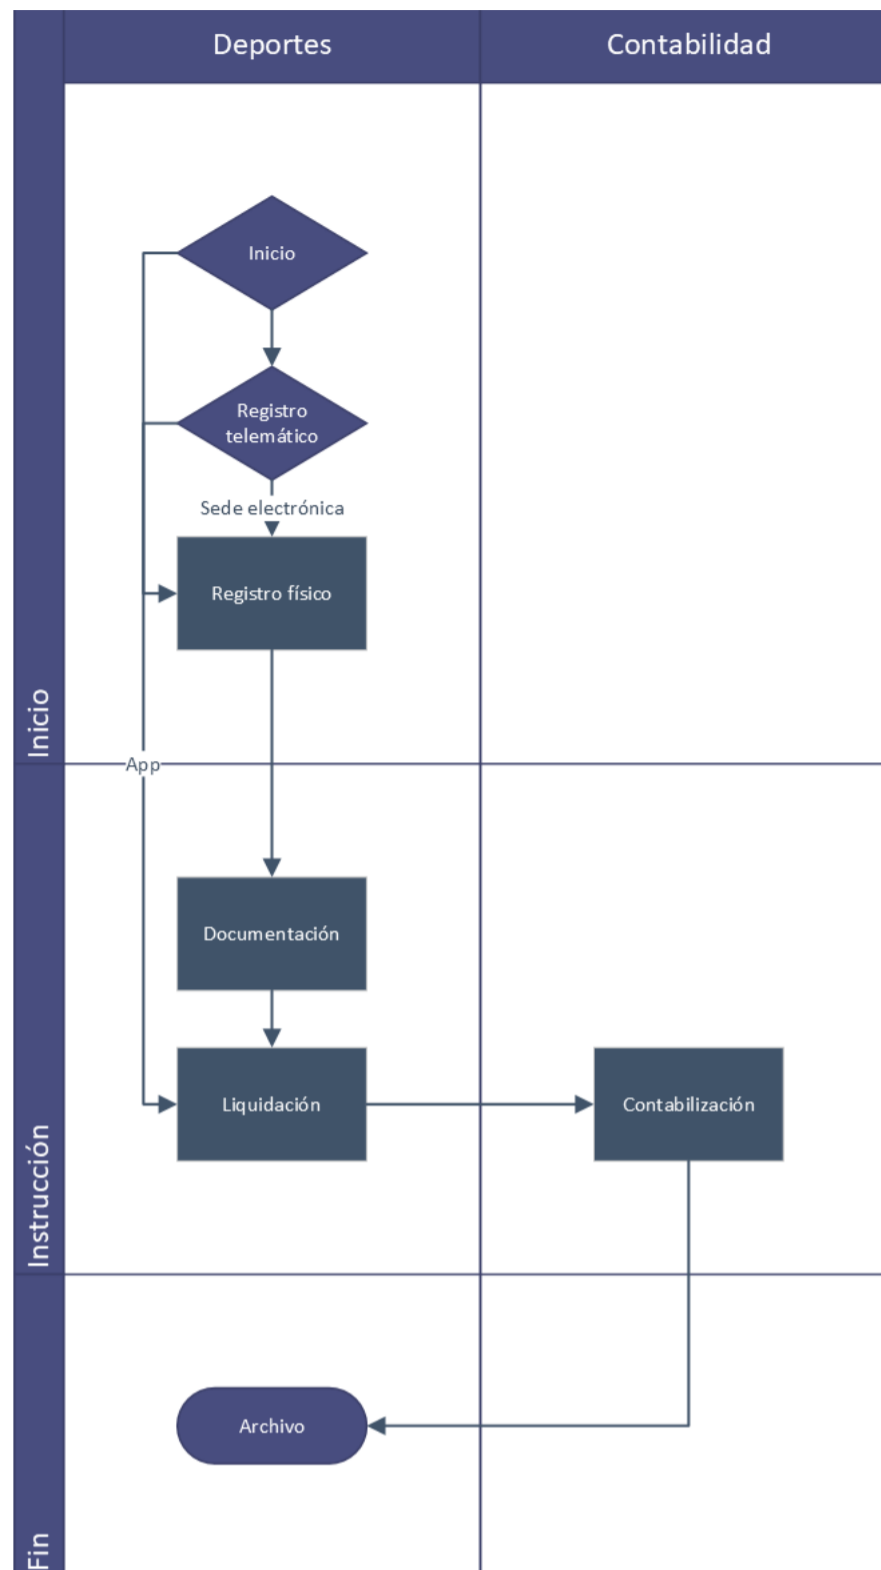 Deportes
Contabilidad
Inicio
Registro
telemático
Sede electrónica
Registro físico
Inicio
App
Documentación
Liquidación
Contabilización
Instrucción
Archivo
Fin